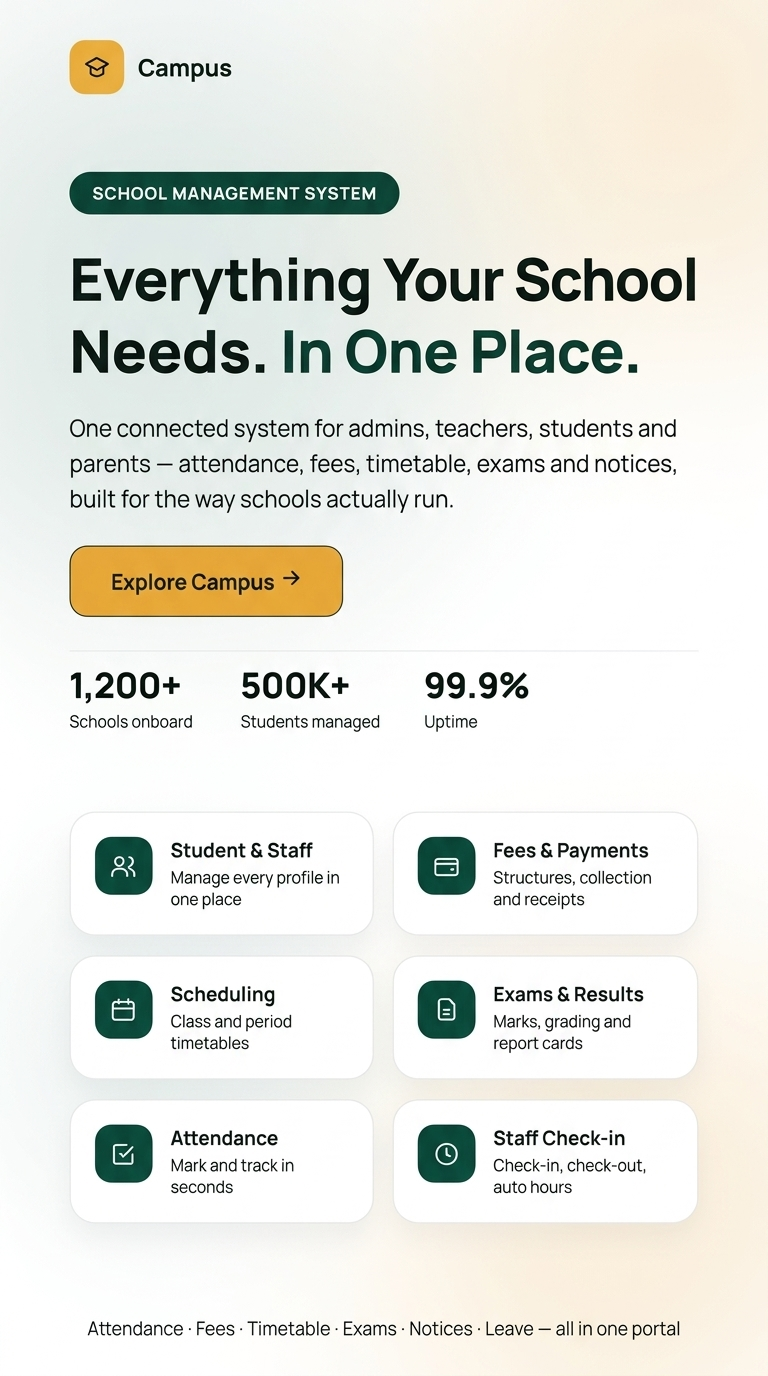 Campus
SCHOOL MANAGEMENT SYSTEM
Everything Your School
Needs. In One Place.
One connected system for admins, teachers, students and
parents — attendance, fees, timetable, exams and notices,
built for the way schools actually run.
Explore Campus →
1,200+
Schools onboard
500K+
Students managed
99.9%
Uptime
Student & Staff
Manage every profile in
one place
Fees & Payments
Structures, collection
and receipts
Scheduling
Class and period
timetables
Exams & Results
Marks, grading and
report cards
Attendance
Mark and track in
seconds
Staff Check-in
Check-in, check-out,
auto hours
Attendance · Fees · Timetable · Exams · Notices · Leave — all in one portal